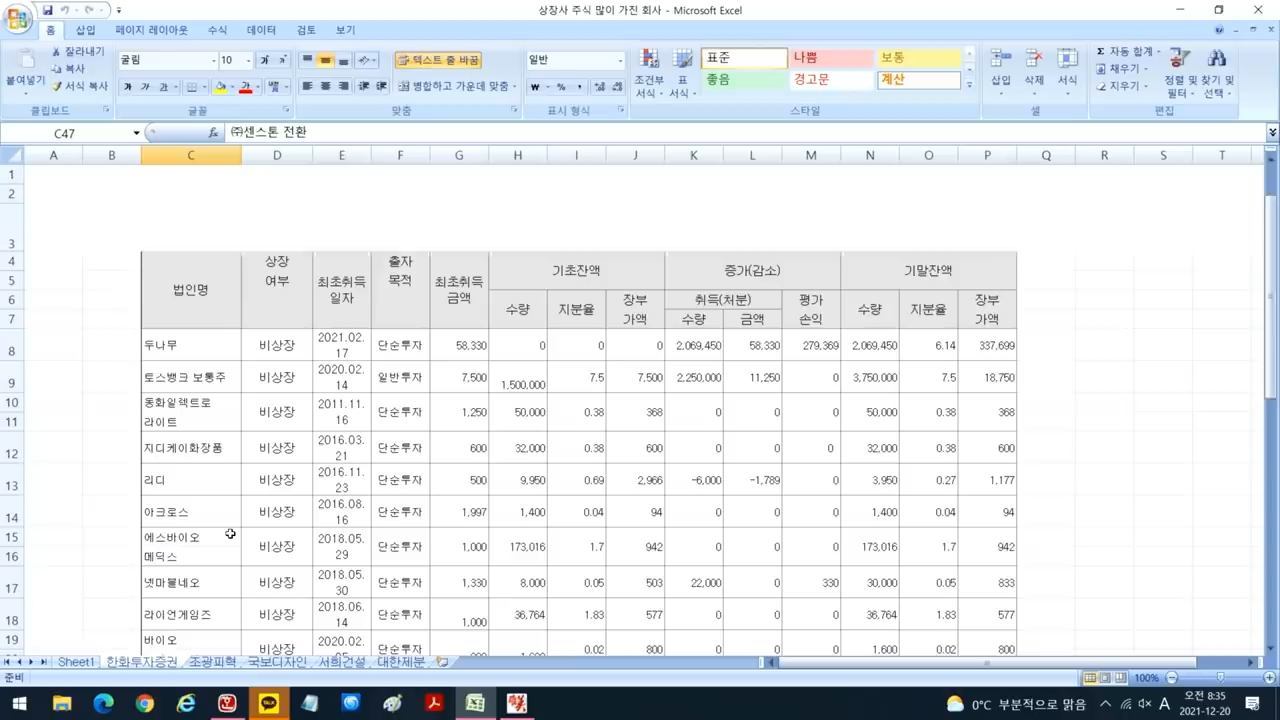 상장사 주식 많이 가진 회사 - Microsoft Excel
홈 삽입 페이지 레이아웃 수식 데이터 검토 보기
붙여넣기 잘라내기 복사 서식 복사
클립보드
굴림 10
가 가 가
글꼴
텍스트 줄 바꿈
병합하고 가운데 맞춤
맞춤
일반
표시 형식
조건부 서식 표 서식
표준 나쁨 보통
좋음 경고문 계산
스타일
삽입 삭제 서식
셀
자동 합계 채우기 지우기
정렬 및 필터 찾기 및 선택
편집
C47 fx ㈜센스톤 전환
A B C D E F G H I J K L M N O P Q R S T
1
2
3
4
5
6
7
법인명 상장 여부 최초취득 일자 출자 목적 최초취득 금액 기초잔액 증가(감소) 기말잔액
수량 지분율 장부 가액 취득(처분) 평가 손익 수량 지분율 장부 가액
수량 금액
8 두나무 비상장 2021.02.17 단순투자 58,330 0 0 0 2,069,450 58,330 279,369 2,069,450 6.14 337,699
9 토스뱅크 보통주 비상장 2020.02.14 일반투자 7,500 1,500,000 7.5 7,500 2,250,000 11,250 0 3,750,000 7.5 18,750
10 동화일렉트로
11 라이트 비상장 2011.11.16 단순투자 1,250 50,000 0.38 368 0 0 0 50,000 0.38 368
12 지디케이화장품 비상장 2016.03.21 단순투자 600 32,000 0.38 600 0 0 0 32,000 0.38 600
13 리디 비상장 2016.11.23 단순투자 500 9,950 0.69 2,966 -6,000 -1,789 0 3,950 0.27 1,177
14 아크로스 비상장 2016.08.16 단순투자 1,997 1,400 0.04 94 0 0 0 1,400 0.04 94
15 에스바이오
16 메딕스 비상장 2018.05.29 단순투자 1,000 173,016 1.7 942 0 0 0 173,016 1.7 942
17 넷마블네오 비상장 2018.05.30 단순투자 1,330 8,000 0.05 503 22,000 0 330 30,000 0.05 833
18 라이언게임즈 비상장 2018.06.14 단순투자 1,000 36,764 1.83 577 0 0 0 36,764 1.83 577
19 바이오 비상장 2020.02. 단순투자 0.02 800 0 0 0 1,600 0.02 800
Sheet1 한화투자증권 조광피혁 국보디자인 서희건설 대한제분
준비 100%
TALK
0°C 부분적으로 맑음 A 오전 8:35
2021-12-20